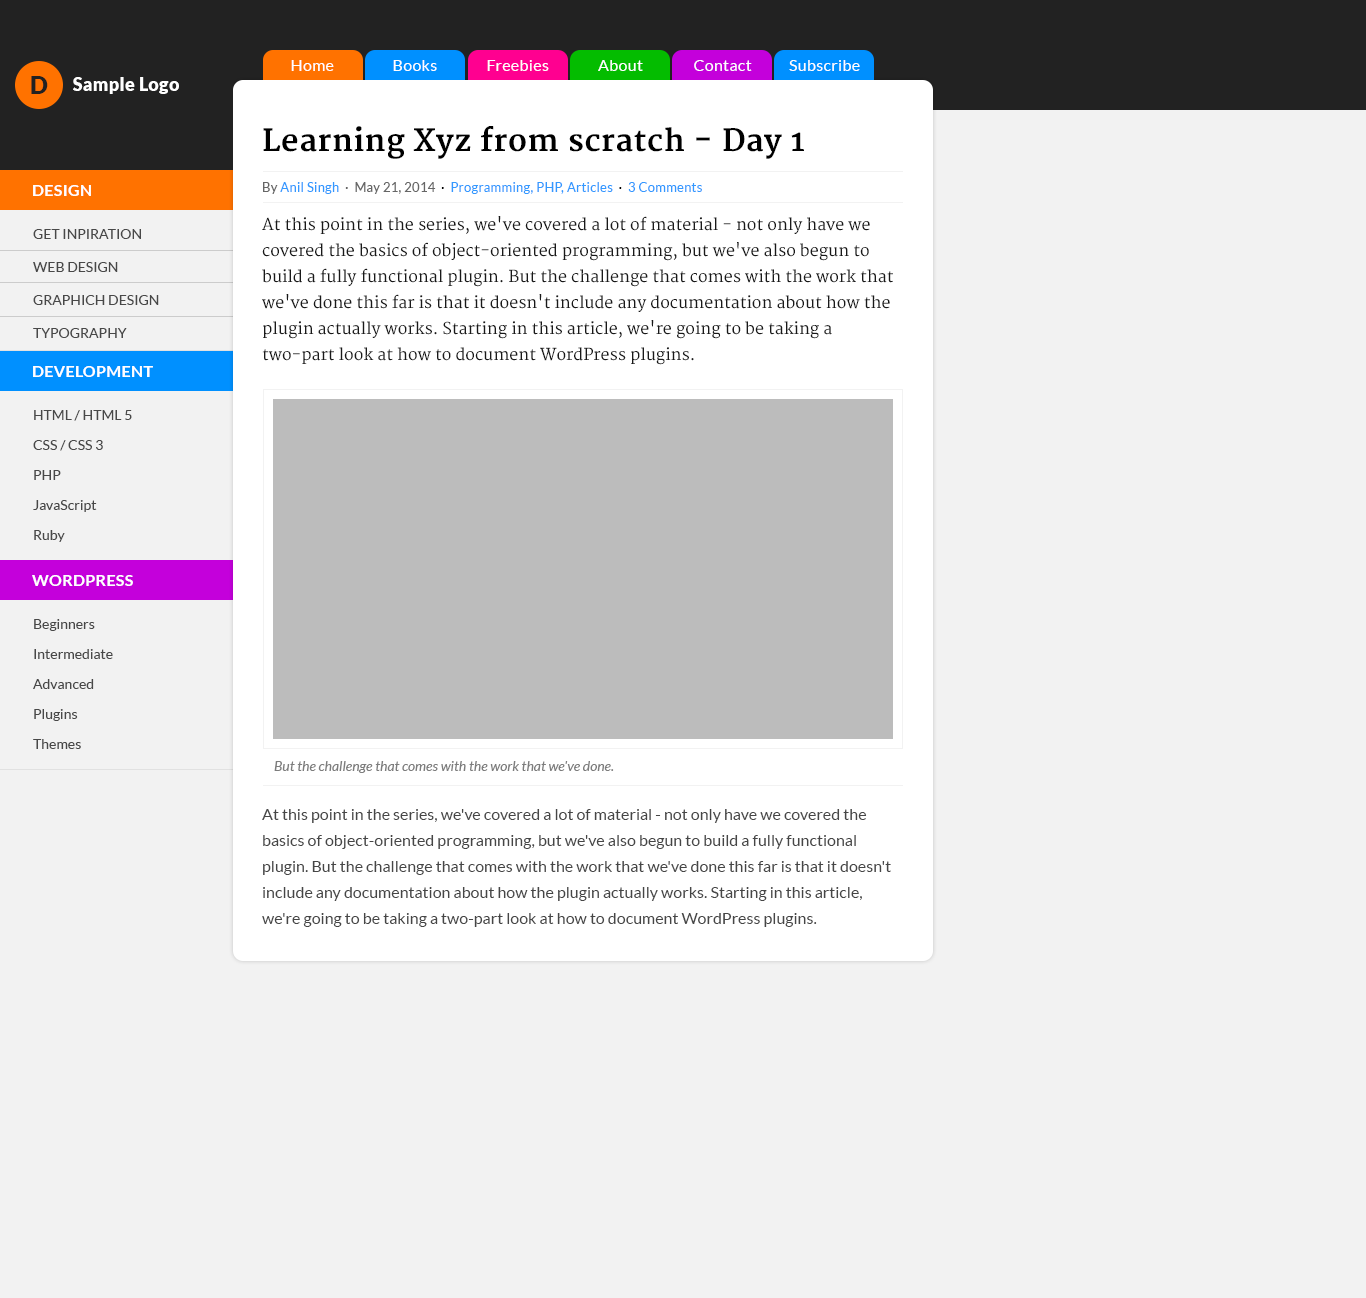 Home Books Freebies About Contact Subscribe
D Sample Logo
DESIGN
GET INPIRATION
WEB DESIGN
GRAPHICH DESIGN
TYPOGRAPHY
DEVELOPMENT
HTML / HTML 5
CSS / CSS 3
PHP
JavaScript
Ruby
WORDPRESS
Beginners
Intermediate
Advanced
Plugins
Themes
Learning Xyz from scratch - Day 1
By Anil Singh · May 21, 2014 · Programming, PHP, Articles · 3 Comments
At this point in the series, we've covered a lot of material - not only have we
covered the basics of object-oriented programming, but we've also begun to
build a fully functional plugin. But the challenge that comes with the work that
we've done this far is that it doesn't include any documentation about how the
plugin actually works. Starting in this article, we're going to be taking a
two-part look at how to document WordPress plugins.
But the challenge that comes with the work that we've done.
At this point in the series, we've covered a lot of material - not only have we covered the
basics of object-oriented programming, but we've also begun to build a fully functional
plugin. But the challenge that comes with the work that we've done this far is that it doesn't
include any documentation about how the plugin actually works. Starting in this article,
we're going to be taking a two-part look at how to document WordPress plugins.